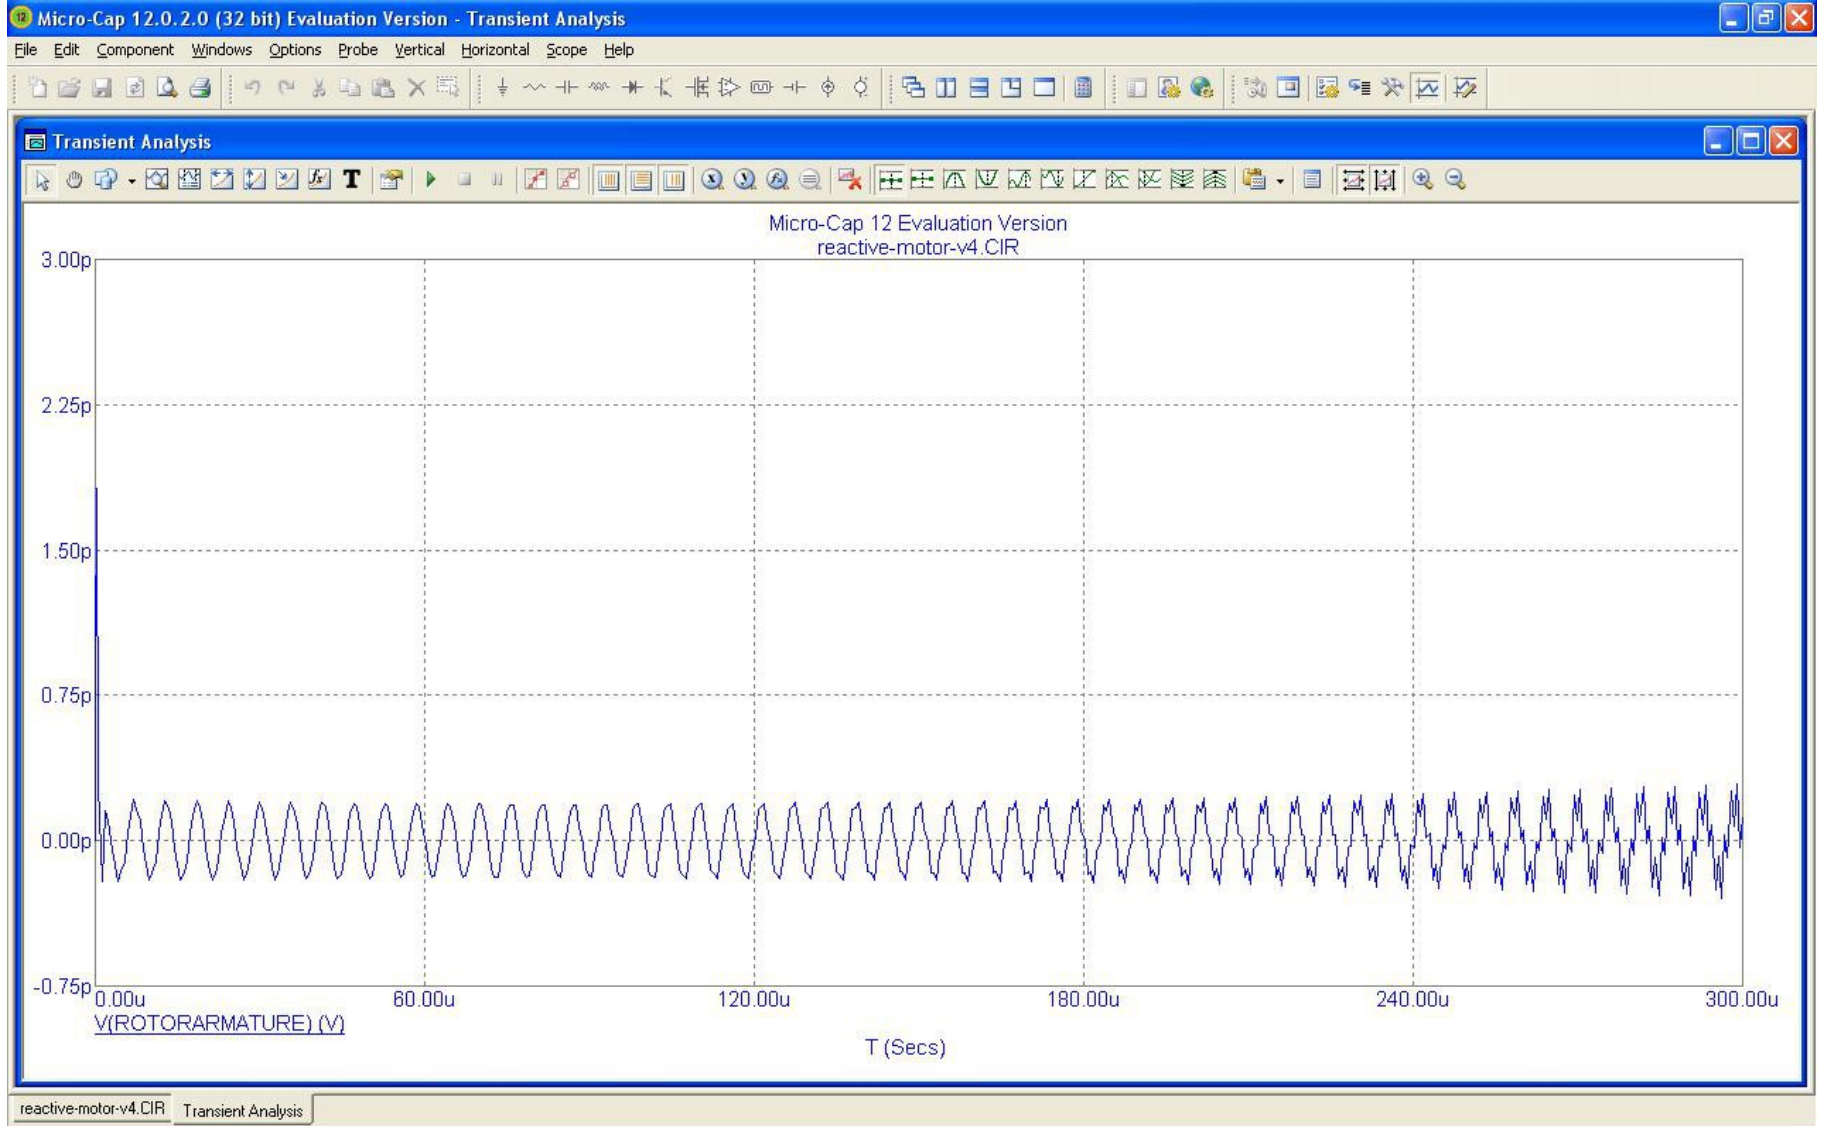 Micro-Cap 12.0.2.0 (32 bit) Evaluation Version - Transient Analysis
File Edit Component Windows Options Probe Vertical Horizontal Scope Help
Transient Analysis
T
Micro-Cap 12 Evaluation Version
reactive-motor-v4.CIR
3.00p
2.25p
1.50p
0.75p
0.00p
-0.75p
0.00u 60.00u 120.00u 180.00u 240.00u 300.00u
V(ROTORARMATURE) (V)
T (Secs)
reactive-motor-v4.CIR Transient Analysis